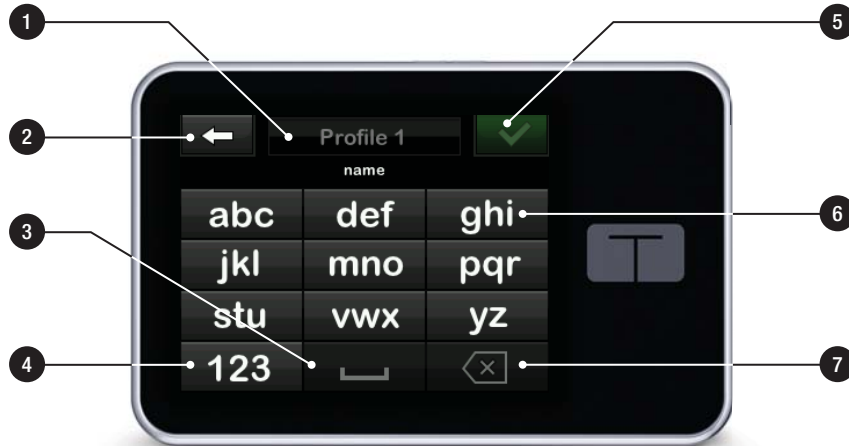 1
5
2
Profile 1
name
abc def ghi
6
3
jkl mno pqr
stu vwx yz
4
123
7